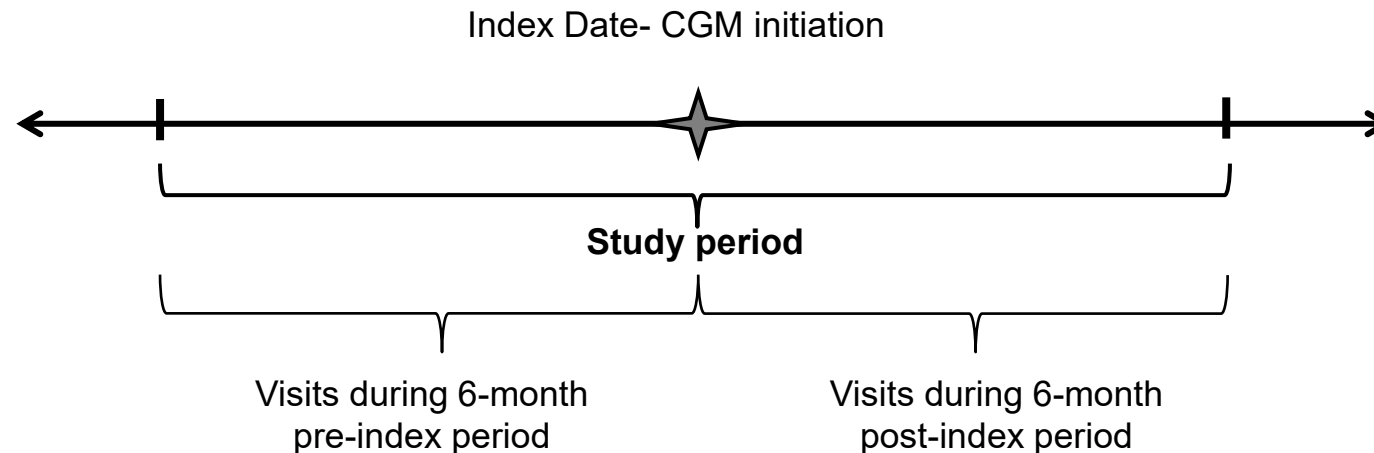 Index Date- CGM initiation
Study period
Visits during 6-month
pre-index period
Visits during 6-month
post-index period